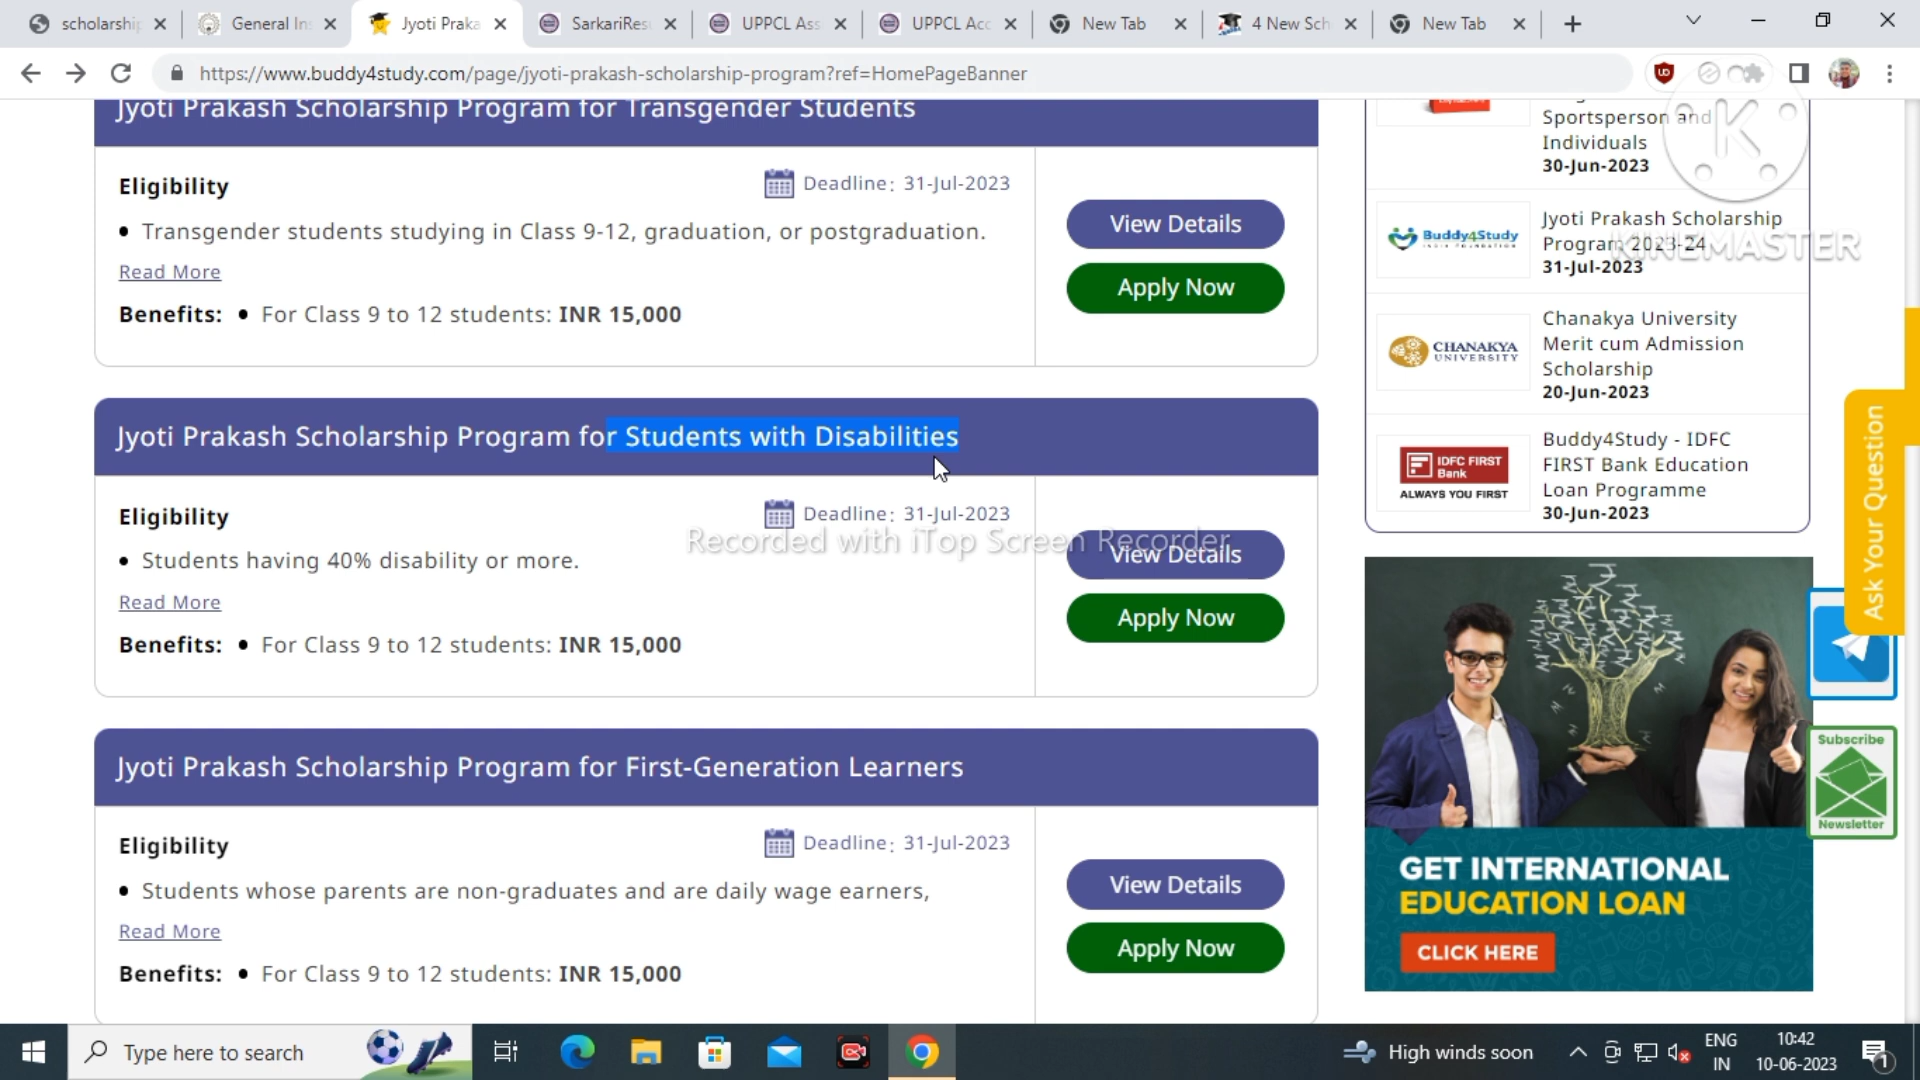 scholarship
General In
Jyoti Praka
SarkariRes
UPPCL Ass
UPPCL Acc
New Tab
4 New Sch
New Tab
https://www.buddy4study.com/page/jyoti-prakash-scholarship-program?ref=HomePageBanner
Jyoti Prakash Scholarship Program for Transgender Students
Eligibility
Deadline: 31-Jul-2023
• Transgender students studying in Class 9-12, graduation, or postgraduation.
Read More
Benefits: • For Class 9 to 12 students: INR 15,000
View Details
Apply Now
Jyoti Prakash Scholarship Program for Students with Disabilities
Eligibility
Deadline: 31-Jul-2023
• Students having 40% disability or more.
Read More
Benefits: • For Class 9 to 12 students: INR 15,000
View Details
Apply Now
Recorded with iTop Screen Recorder
Jyoti Prakash Scholarship Program for First-Generation Learners
Eligibility
Deadline: 31-Jul-2023
• Students whose parents are non-graduates and are daily wage earners,
Read More
Benefits: • For Class 9 to 12 students: INR 15,000
View Details
Apply Now
Sportsperson and
Individuals
30-Jun-2023
K
KINEMASTER
Buddy4Study
INDIA FOUNDATION
Jyoti Prakash Scholarship
Program 2023-24
31-Jul-2023
CHANAKYA
UNIVERSITY
Chanakya University
Merit cum Admission
Scholarship
20-Jun-2023
IDFC FIRST
Bank
ALWAYS YOU FIRST
Buddy4Study - IDFC
FIRST Bank Education
Loan Programme
30-Jun-2023
Ask Your Question
Subscribe
Newsletter
GET INTERNATIONAL
EDUCATION LOAN
CLICK HERE
Type here to search
High winds soon
ENG
IN
10:42
10-06-2023
1